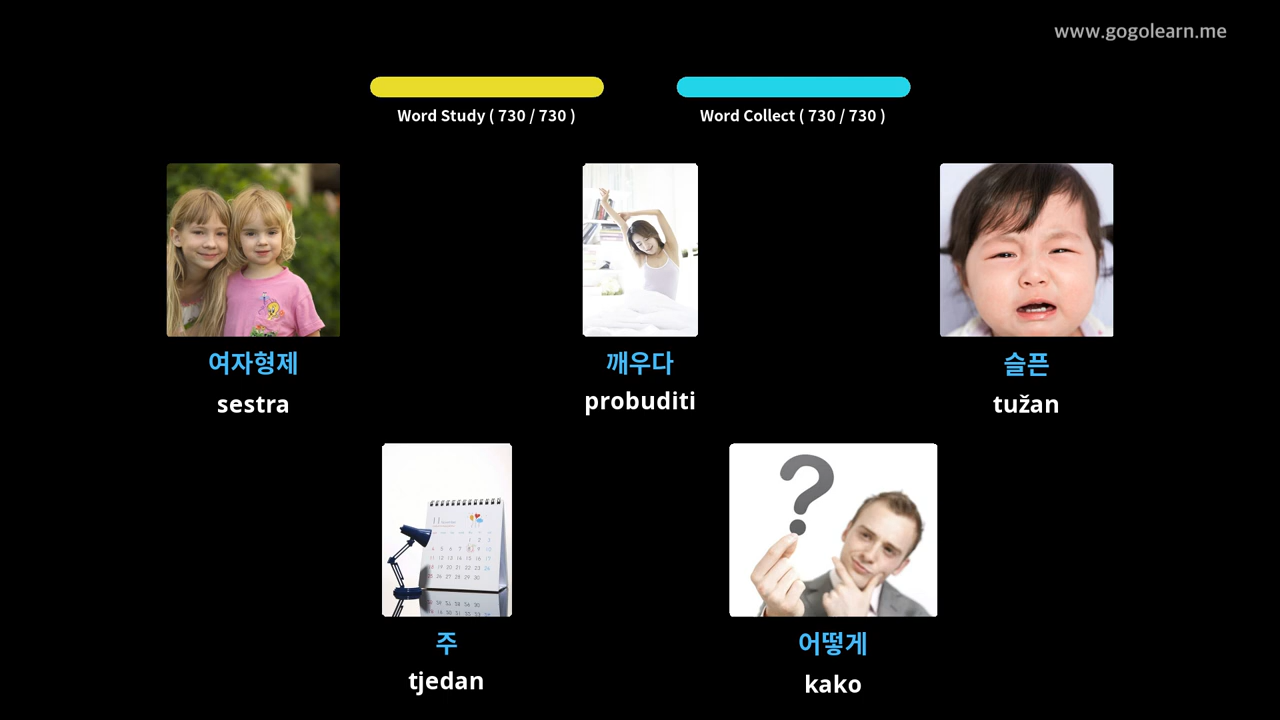 www.gogolearn.me
Word Study ( 730 / 730 )
Word Collect ( 730 / 730 )
여자형제
sestra
깨우다
probuditi
슬픈
tužan
주
tjedan
어떻게
kako